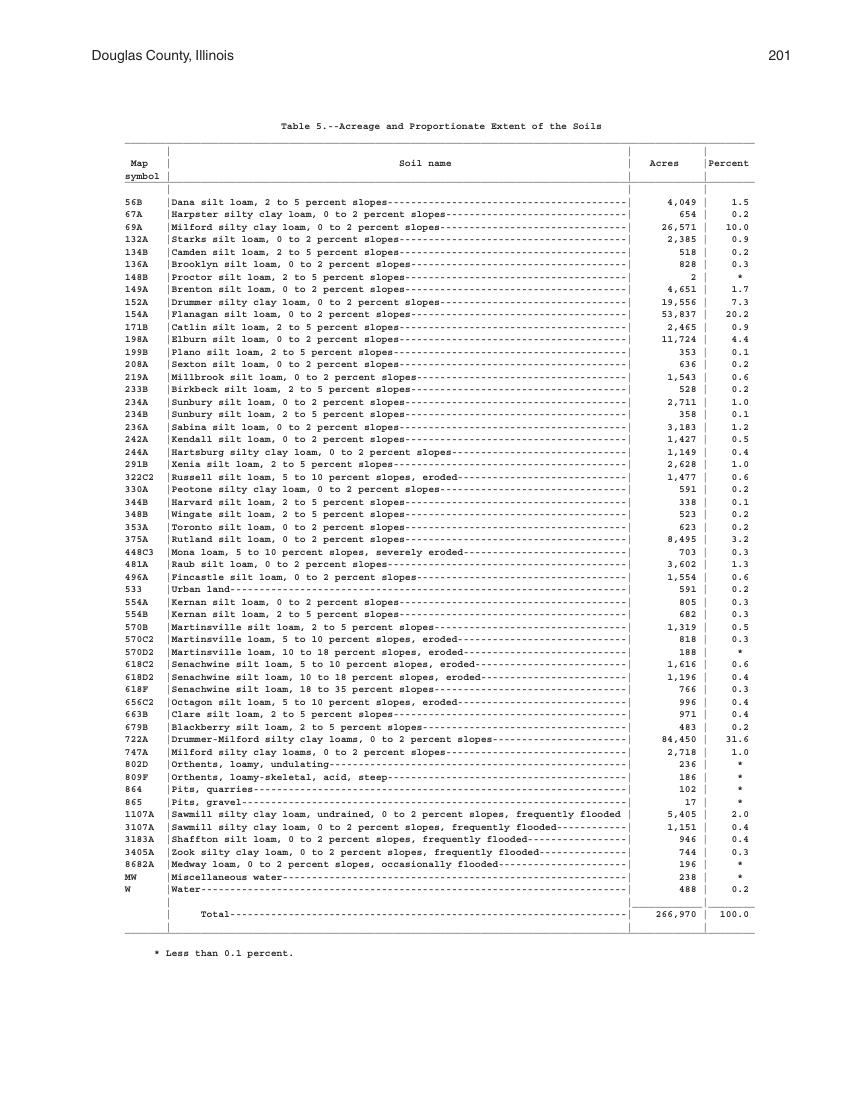 Douglas County, Illinois 201
Table 5.--Acreage and Proportionate Extent of the Soils
Map Soil name Acres Percent
symbol
56B Dana silt loam, 2 to 5 percent slopes 4,049 1.5
67A Harpster silty clay loam, 0 to 2 percent slopes 654 0.2
69A Milford silty clay loam, 0 to 2 percent slopes 26,571 10.0
132A Starks silt loam, 0 to 2 percent slopes 2,385 0.9
134B Camden silt loam, 2 to 5 percent slopes 518 0.2
136A Brooklyn silt loam, 0 to 2 percent slopes 828 0.3
148B Proctor silt loam, 2 to 5 percent slopes 2 *
149A Brenton silt loam, 0 to 2 percent slopes 4,651 1.7
152A Drummer silty clay loam, 0 to 2 percent slopes 19,556 7.3
154A Flanagan silt loam, 0 to 2 percent slopes 53,837 20.2
171B Catlin silt loam, 2 to 5 percent slopes 2,465 0.9
198A Elburn silt loam, 0 to 2 percent slopes 11,724 4.4
199B Plano silt loam, 2 to 5 percent slopes 353 0.1
208A Sexton silt loam, 0 to 2 percent slopes 636 0.2
219A Millbrook silt loam, 0 to 2 percent slopes 1,543 0.6
233B Birkbeck silt loam, 2 to 5 percent slopes 528 0.2
234A Sunbury silt loam, 0 to 2 percent slopes 2,711 1.0
234B Sunbury silt loam, 2 to 5 percent slopes 358 0.1
236A Sabina silt loam, 0 to 2 percent slopes 3,183 1.2
242A Kendall silt loam, 0 to 2 percent slopes 1,427 0.5
244A Hartsburg silty clay loam, 0 to 2 percent slopes 1,149 0.4
291B Xenia silt loam, 2 to 5 percent slopes 2,628 1.0
322C2 Russell silt loam, 5 to 10 percent slopes, eroded 1,477 0.6
330A Peotone silty clay loam, 0 to 2 percent slopes 591 0.2
344B Harvard silt loam, 2 to 5 percent slopes 338 0.1
348B Wingate silt loam, 2 to 5 percent slopes 523 0.2
353A Toronto silt loam, 0 to 2 percent slopes 623 0.2
375A Rutland silt loam, 0 to 2 percent slopes 8,495 3.2
448C3 Mona loam, 5 to 10 percent slopes, severely eroded 703 0.3
481A Raub silt loam, 0 to 2 percent slopes 3,602 1.3
496A Fincastle silt loam, 0 to 2 percent slopes 1,554 0.6
533 Urban land 591 0.2
554A Kernan silt loam, 0 to 2 percent slopes 805 0.3
554B Kernan silt loam, 2 to 5 percent slopes 682 0.3
570B Martinsville silt loam, 2 to 5 percent slopes 1,319 0.5
570C2 Martinsville loam, 5 to 10 percent slopes, eroded 818 0.3
570D2 Martinsville loam, 10 to 18 percent slopes, eroded 188 *
618C2 Senachwine silt loam, 5 to 10 percent slopes, eroded 1,616 0.6
618D2 Senachwine silt loam, 10 to 18 percent slopes, eroded 1,196 0.4
618F Senachwine silt loam, 18 to 35 percent slopes 766 0.3
656C2 Octagon silt loam, 5 to 10 percent slopes, eroded 996 0.4
663B Clare silt loam, 2 to 5 percent slopes 971 0.4
679B Blackberry silt loam, 2 to 5 percent slopes 483 0.2
722A Drummer-Milford silty clay loams, 0 to 2 percent slopes 84,450 31.6
747A Milford silty clay loams, 0 to 2 percent slopes 2,718 1.0
802D Orthents, loamy, undulating 236 *
809F Orthents, loamy-skeletal, acid, steep 186 *
864 Pits, quarries 102 *
865 Pits, gravel 17 *
1107A Sawmill silty clay loam, undrained, 0 to 2 percent slopes, frequently flooded 5,405 2.0
3107A Sawmill silty clay loam, 0 to 2 percent slopes, frequently flooded 1,151 0.4
3183A Shaffton silt loam, 0 to 2 percent slopes, frequently flooded 946 0.4
3405A Zook silty clay loam, 0 to 2 percent slopes, frequently flooded 744 0.3
8682A Medway loam, 0 to 2 percent slopes, occasionally flooded 196 *
MW Miscellaneous water 238 *
W Water 488 0.2
Total 266,970 100.0
* Less than 0.1 percent.